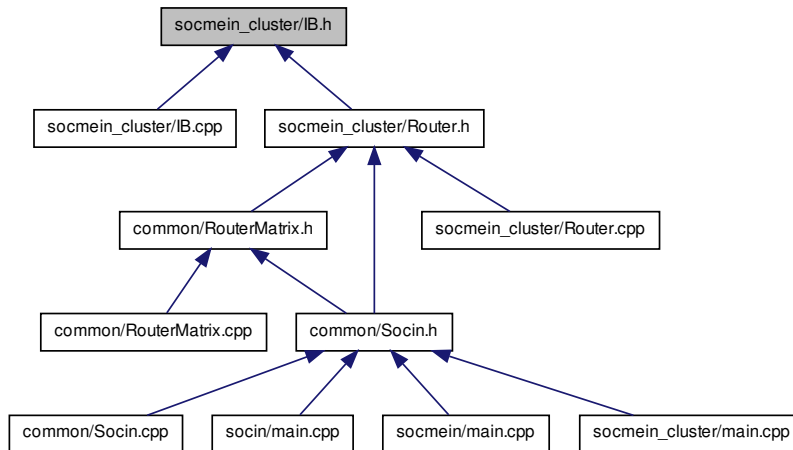 socmein_cluster/IB.h
socmein_cluster/IB.cpp
socmein_cluster/Router.h
common/RouterMatrix.h
socmein_cluster/Router.cpp
common/RouterMatrix.cpp
common/Socin.h
common/Socin.cpp
socin/main.cpp
socmein/main.cpp
socmein_cluster/main.cpp